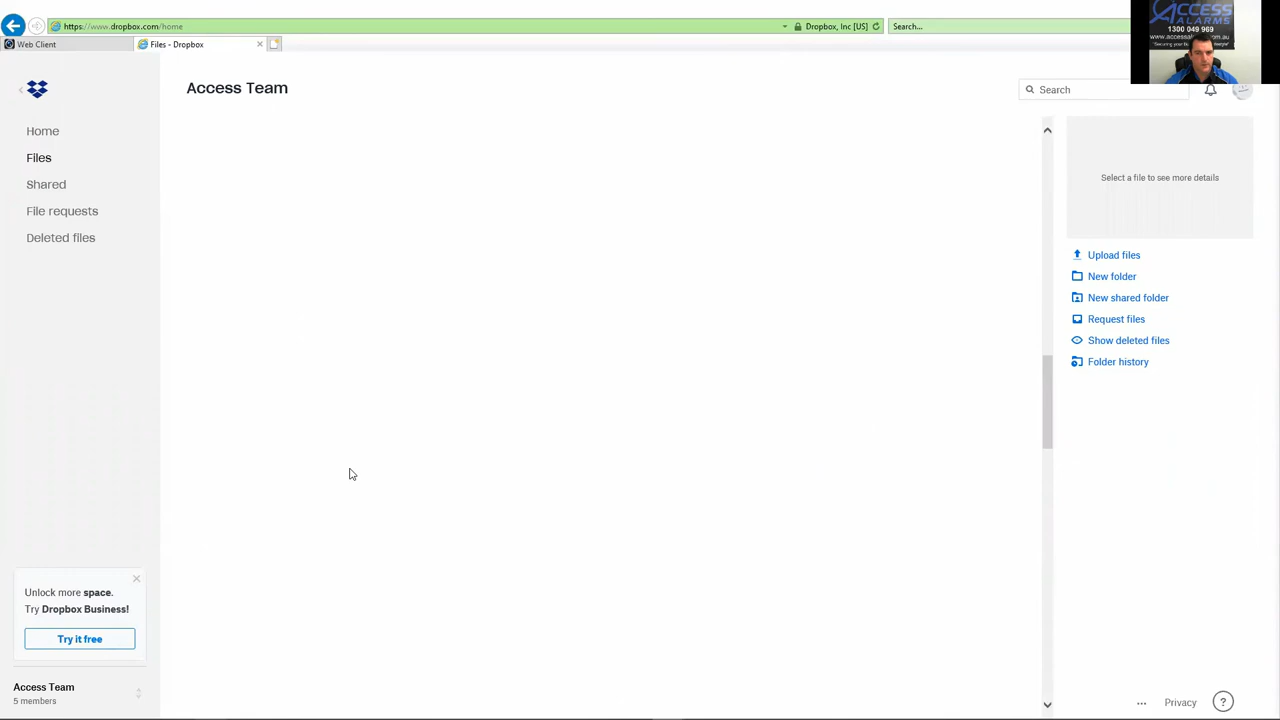 https://www.dropbox.com/home
Dropbox, Inc [US]
Search...
Web Client
Files - Dropbox
ACCESS
ALARMS
1300 049 969
Access Team
Search
Home
Files
Shared
File requests
Deleted files
Select a file to see more details
Upload files
New folder
New shared folder
Request files
Show deleted files
Folder history
Unlock more space.
Try Dropbox Business!
Try it free
Access Team
5 members
Privacy
?